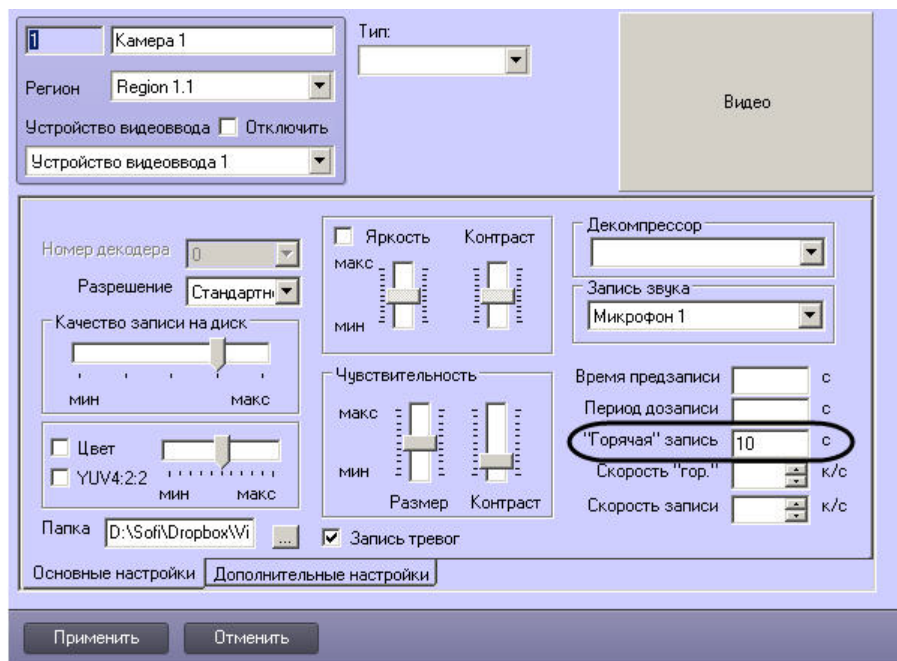 1
Камера 1
Тип:
Регион
Region 1.1
Устройство видеоввода
Отключить
Устройство видеоввода 1
Видео
Номер декодера
0
Разрешение
Стандартн
Качество записи на диск
мин
макс
Цвет
YUV4:2:2
мин
макс
Папка
D:\Sofi\Dropbox\Vi
...
Яркость
Контраст
макс
мин
Чувствительность
макс
мин
Размер
Контраст
Запись тревог
Декомпрессор
Запись звука
Микрофон 1
Время предзаписи
с
Период дозаписи
с
"Горячая" запись
10
с
Скорость "гор."
к/с
Скорость записи
к/с
Основные настройки
Дополнительные настройки
Применить
Отменить